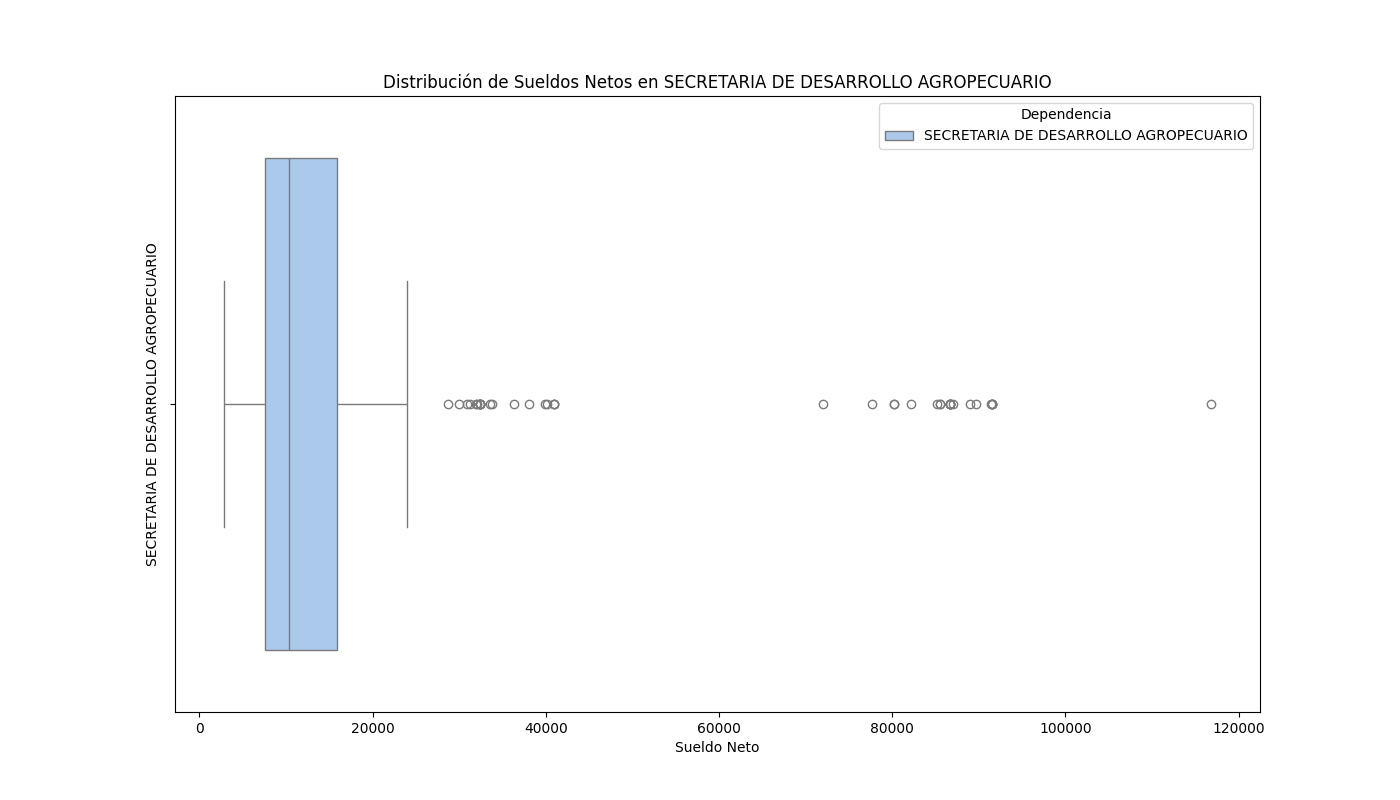 Distribución de Sueldos Netos en SECRETARIA DE DESARROLLO AGROPECUARIO
Dependencia
SECRETARIA DE DESARROLLO AGROPECUARIO
SECRETARIA DE DESARROLLO AGROPECUARIO
0 20000 40000 60000 80000 100000 120000
Sueldo Neto